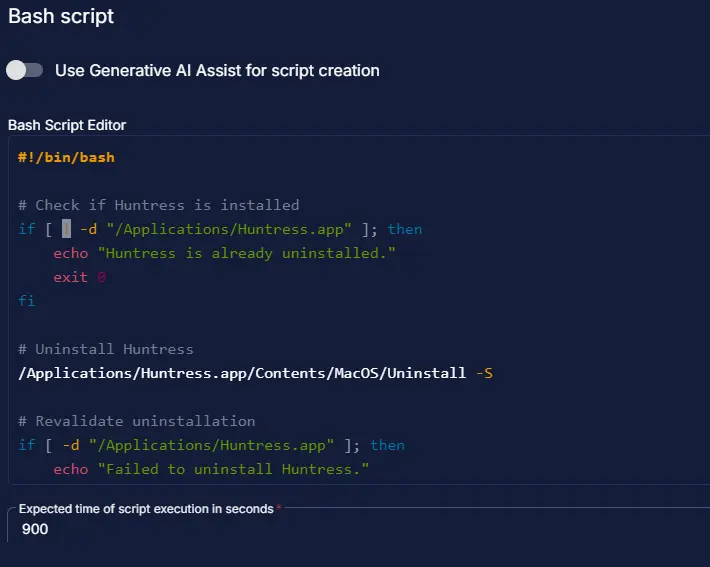 Bash script
Use Generative AI Assist for script creation
Bash Script Editor
#!/bin/bash
# Check if Huntress is installed
if [ ! -d "/Applications/Huntress.app" ]; then
    echo "Huntress is already uninstalled."
    exit 0
fi
# Uninstall Huntress
/Applications/Huntress.app/Contents/MacOS/Uninstall -S
# Revalidate uninstallation
if [ -d "/Applications/Huntress.app" ]; then
    echo "Failed to uninstall Huntress."
Expected time of script execution in seconds *
900